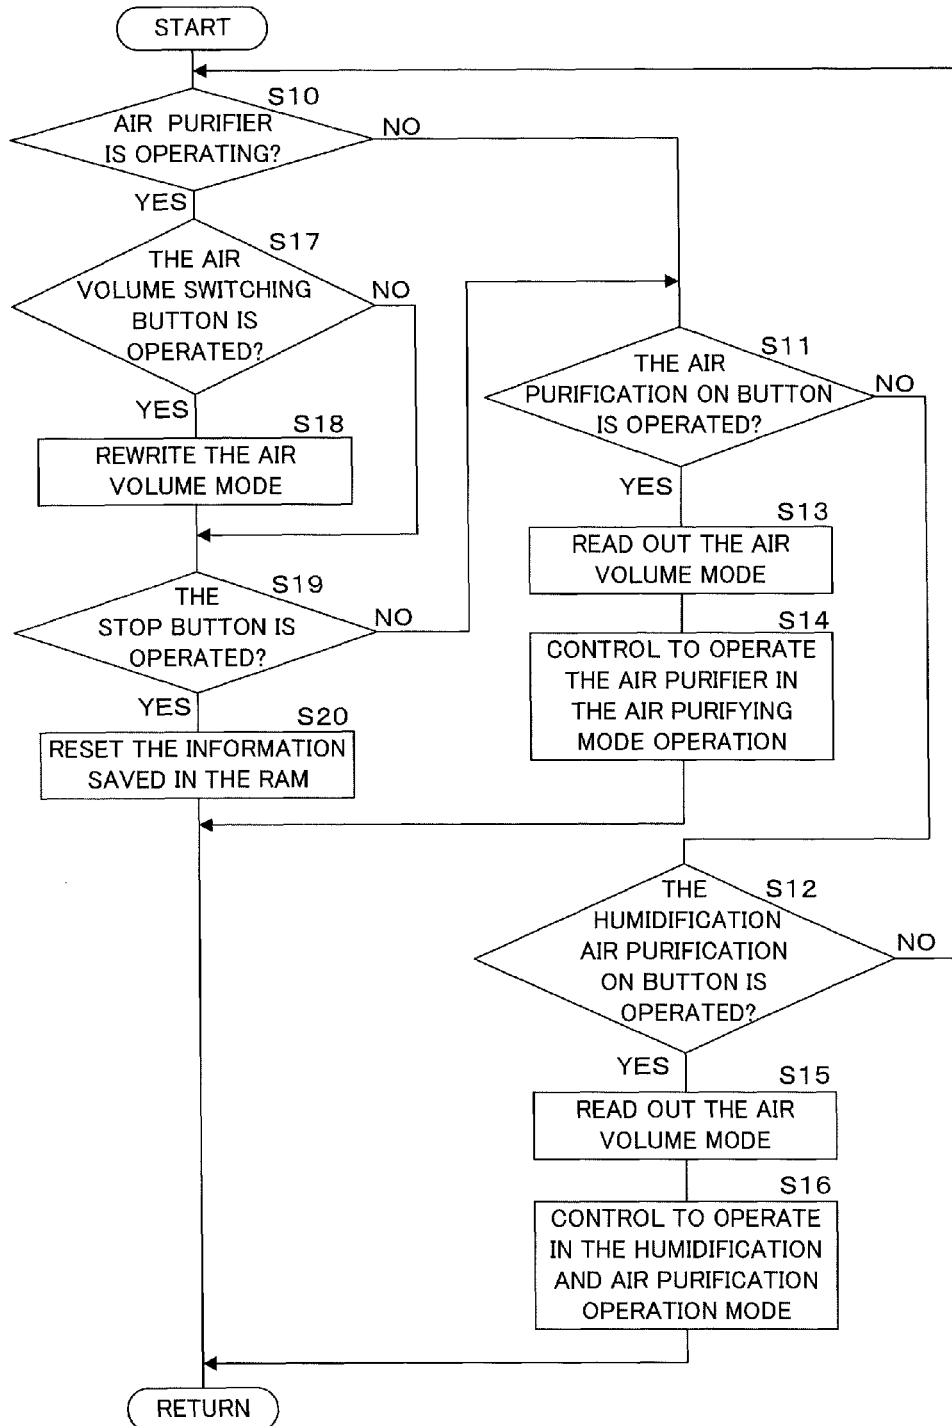 START
S10
AIR PURIFIER
IS OPERATING?
NO
YES
S17
THE AIR
VOLUME SWITCHING
BUTTON IS
OPERATED?
NO
YES
S18
REWRITE THE AIR
VOLUME MODE
S19
THE
STOP BUTTON IS
OPERATED?
NO
YES
S20
RESET THE INFORMATION
SAVED IN THE RAM
S11
THE AIR
PURIFICATION ON BUTTON
IS OPERATED?
NO
YES
S13
READ OUT THE AIR
VOLUME MODE
S14
CONTROL TO OPERATE
THE AIR PURIFIER IN
THE AIR PURIFYING
MODE OPERATION
S12
THE
HUMIDIFICATION
AIR PURIFICATION
ON BUTTON IS
OPERATED?
NO
YES
S15
READ OUT THE AIR
VOLUME MODE
S16
CONTROL TO OPERATE
IN THE HUMIDIFICATION
AND AIR PURIFICATION
OPERATION MODE
RETURN